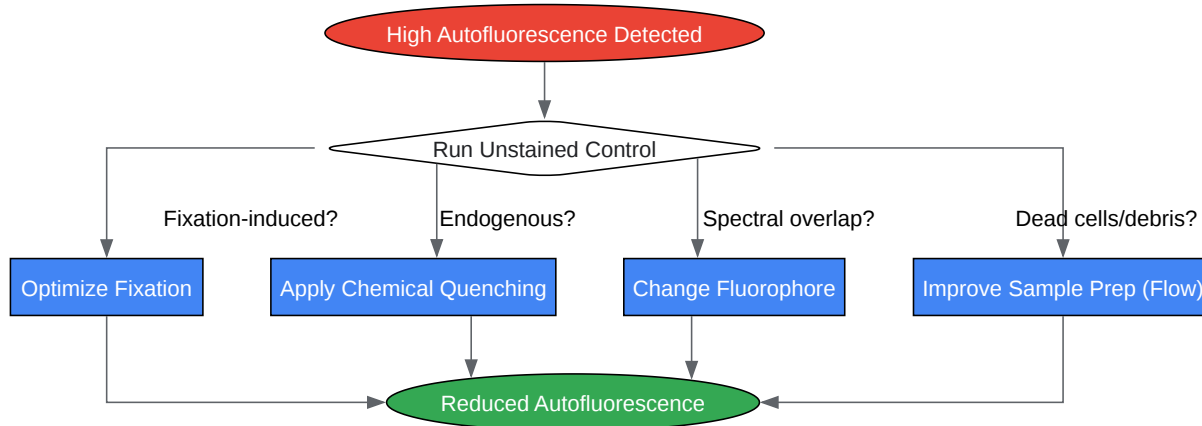 High Autofluorescence Detected
Run Unstained Control
Fixation-induced?
Endogenous?
Spectral overlap?
Dead cells/debris?
Optimize Fixation
Apply Chemical Quenching
Change Fluorophore
Improve Sample Prep (Flow)
Reduced Autofluorescence